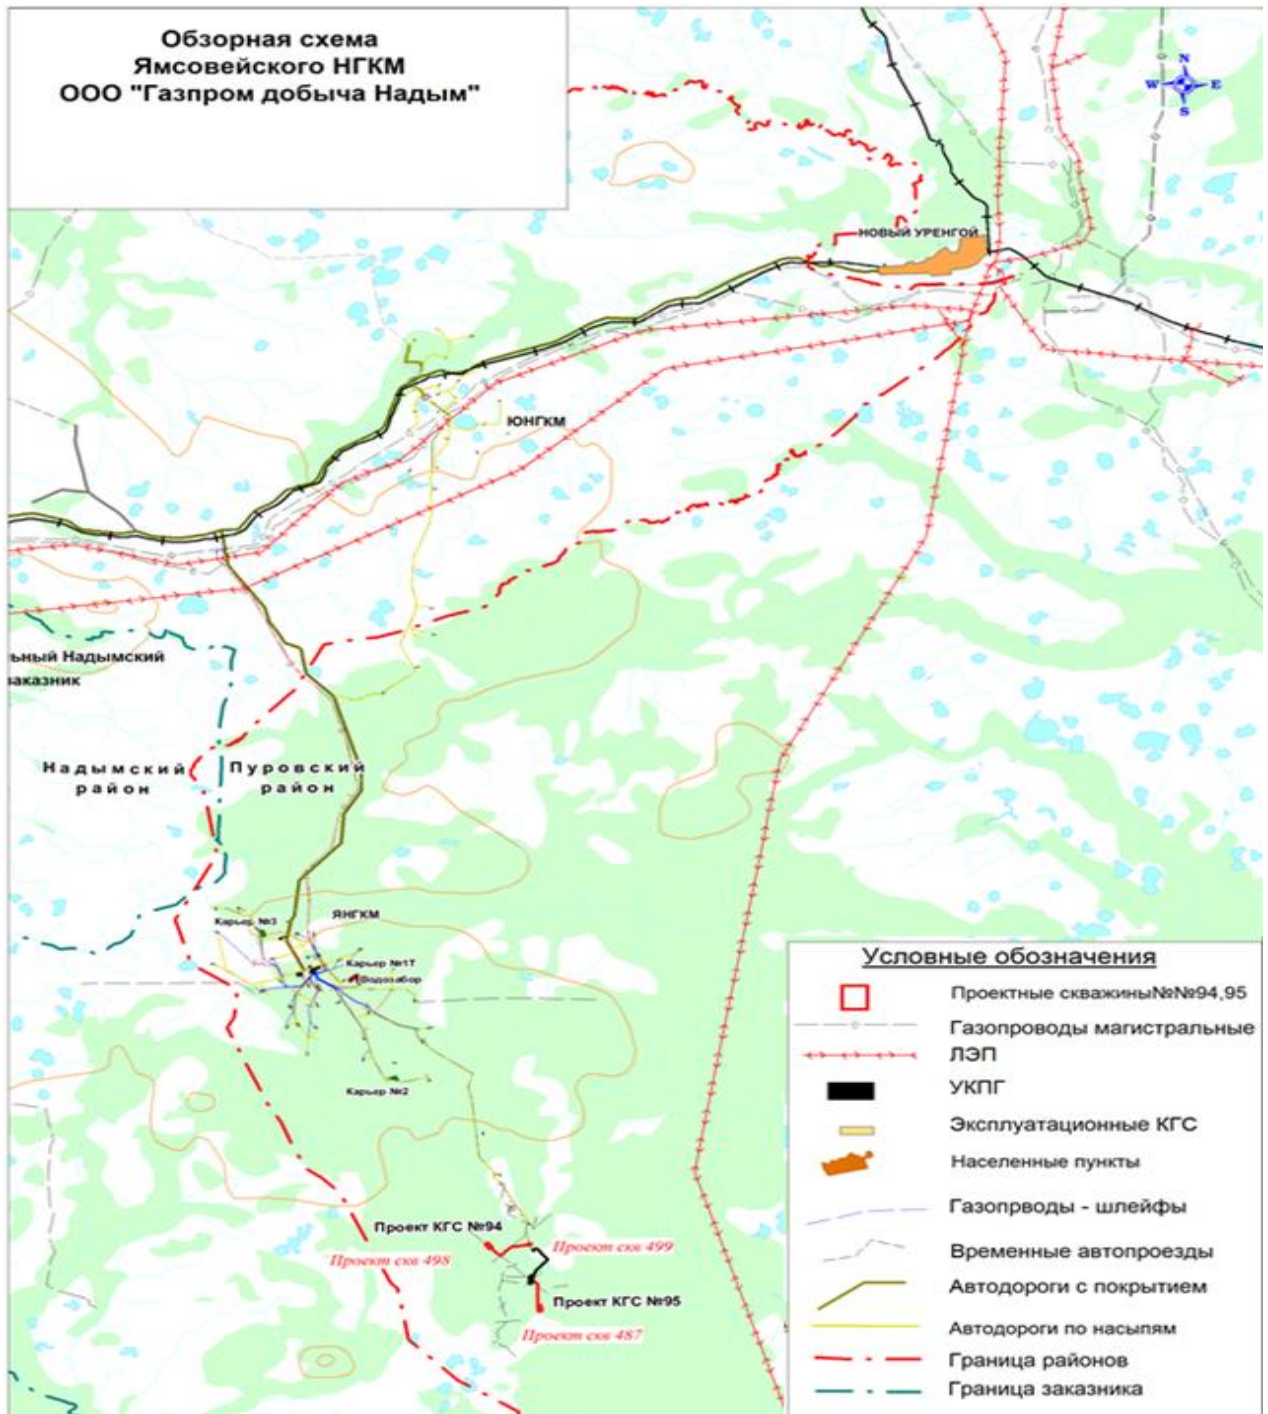 Обзорная схема
Ямсовейского НГКМ
ООО "Газпром добыча Надым"
N
W E
S
НОВЫЙ УРЕНГОЙ
ЮНГКМ
ьный Надымский
заказник
Надымский
район
Пуровский
район
Карьер №3
ЯНГКМ
Карьер №1Т
Водозабор
Карьер №2
Проект КГС №94
Проект скв 499
Проект скв 498
Проект КГС №95
Проект скв 487
Условные обозначения
Проектные скважины№№94,95
Газопроводы магистральные
ЛЭП
УКПГ
Эксплуатационные КГС
Населенные пункты
Газопрводы - шлейфы
Временные автопроезды
Автодороги с покрытием
Автодороги по насыпям
Граница районов
Граница заказника